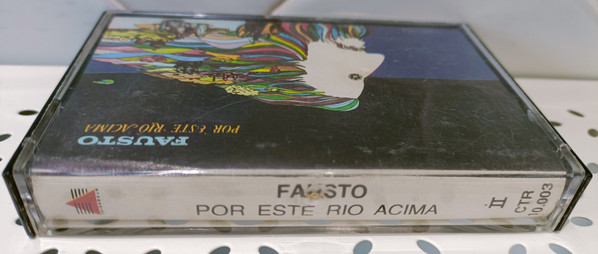 FAUSTO
POR ESTE RIO ACIMA
FAUSTO
POR ESTE RIO ACIMA
II
CTR
10.003